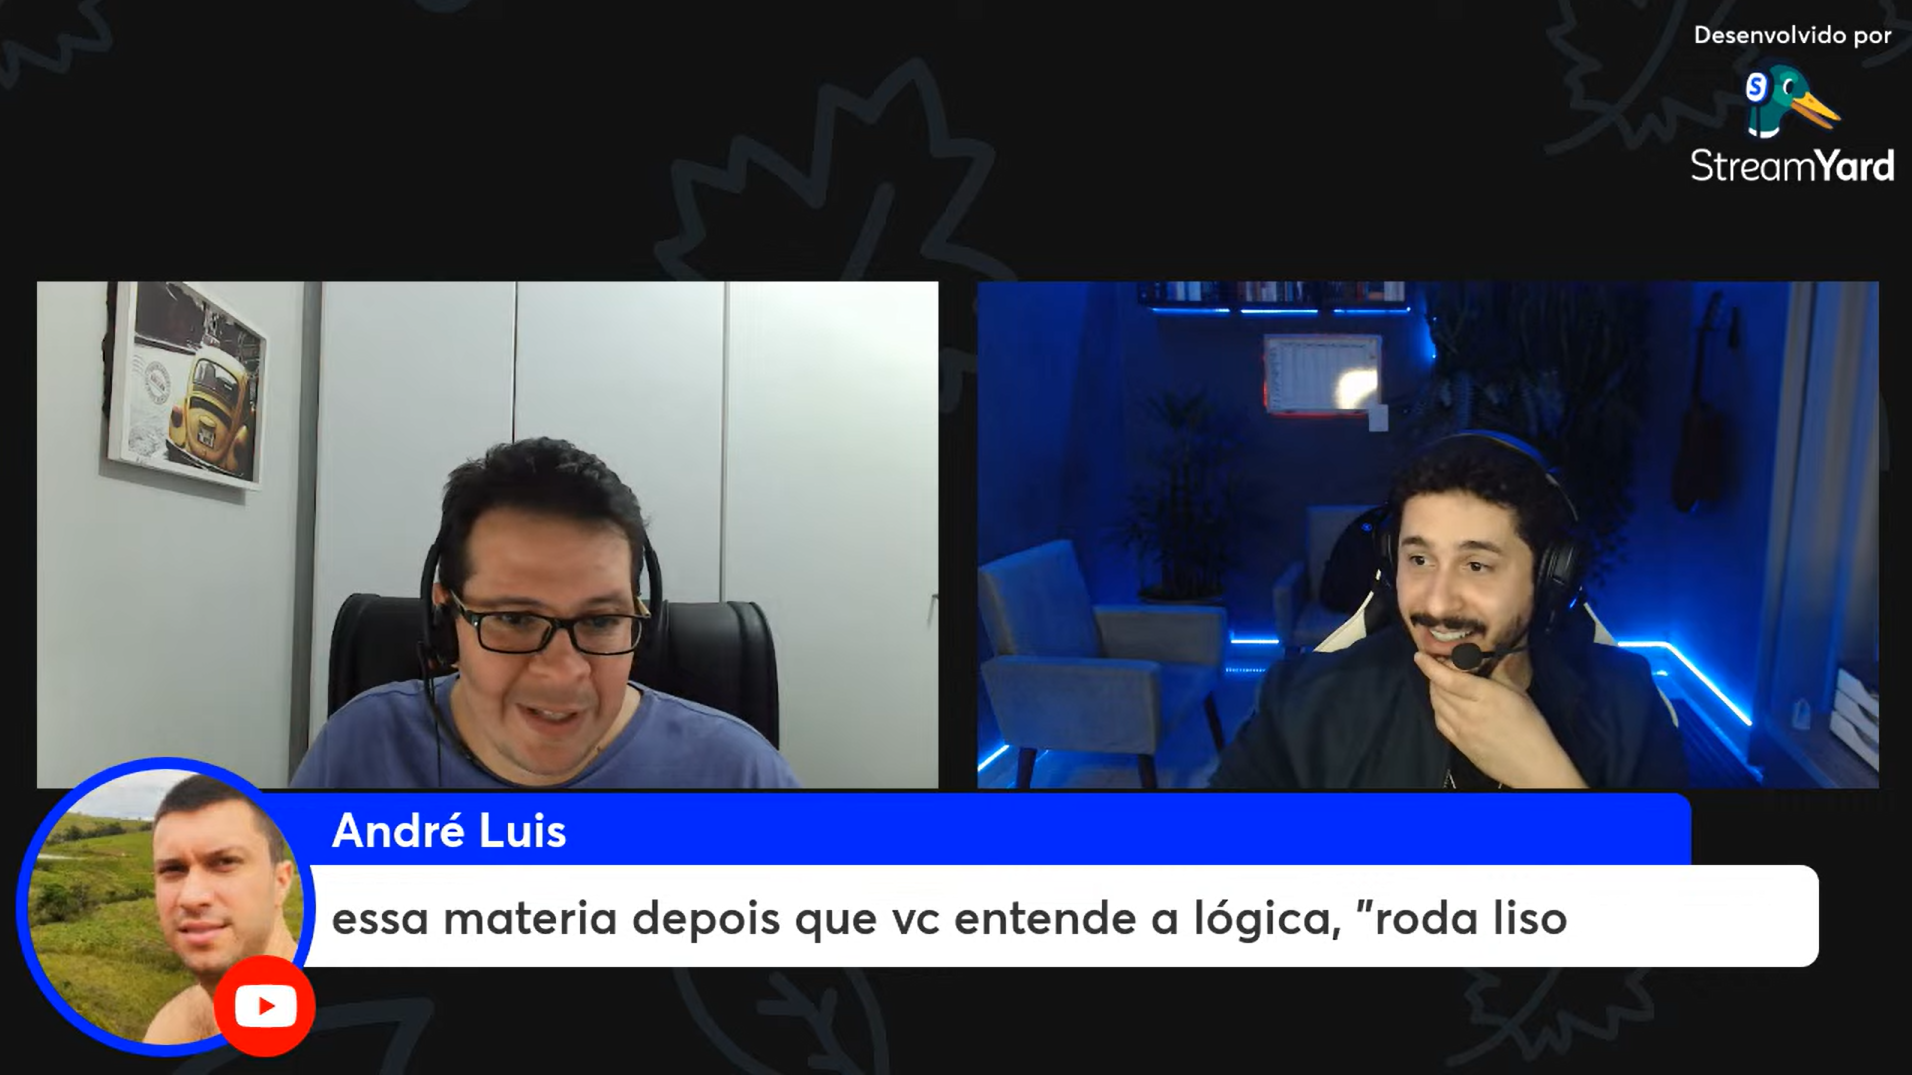 Desenvolvido por
S
StreamYard
André Luis
essa materia depois que vc entende a lógica, "roda liso